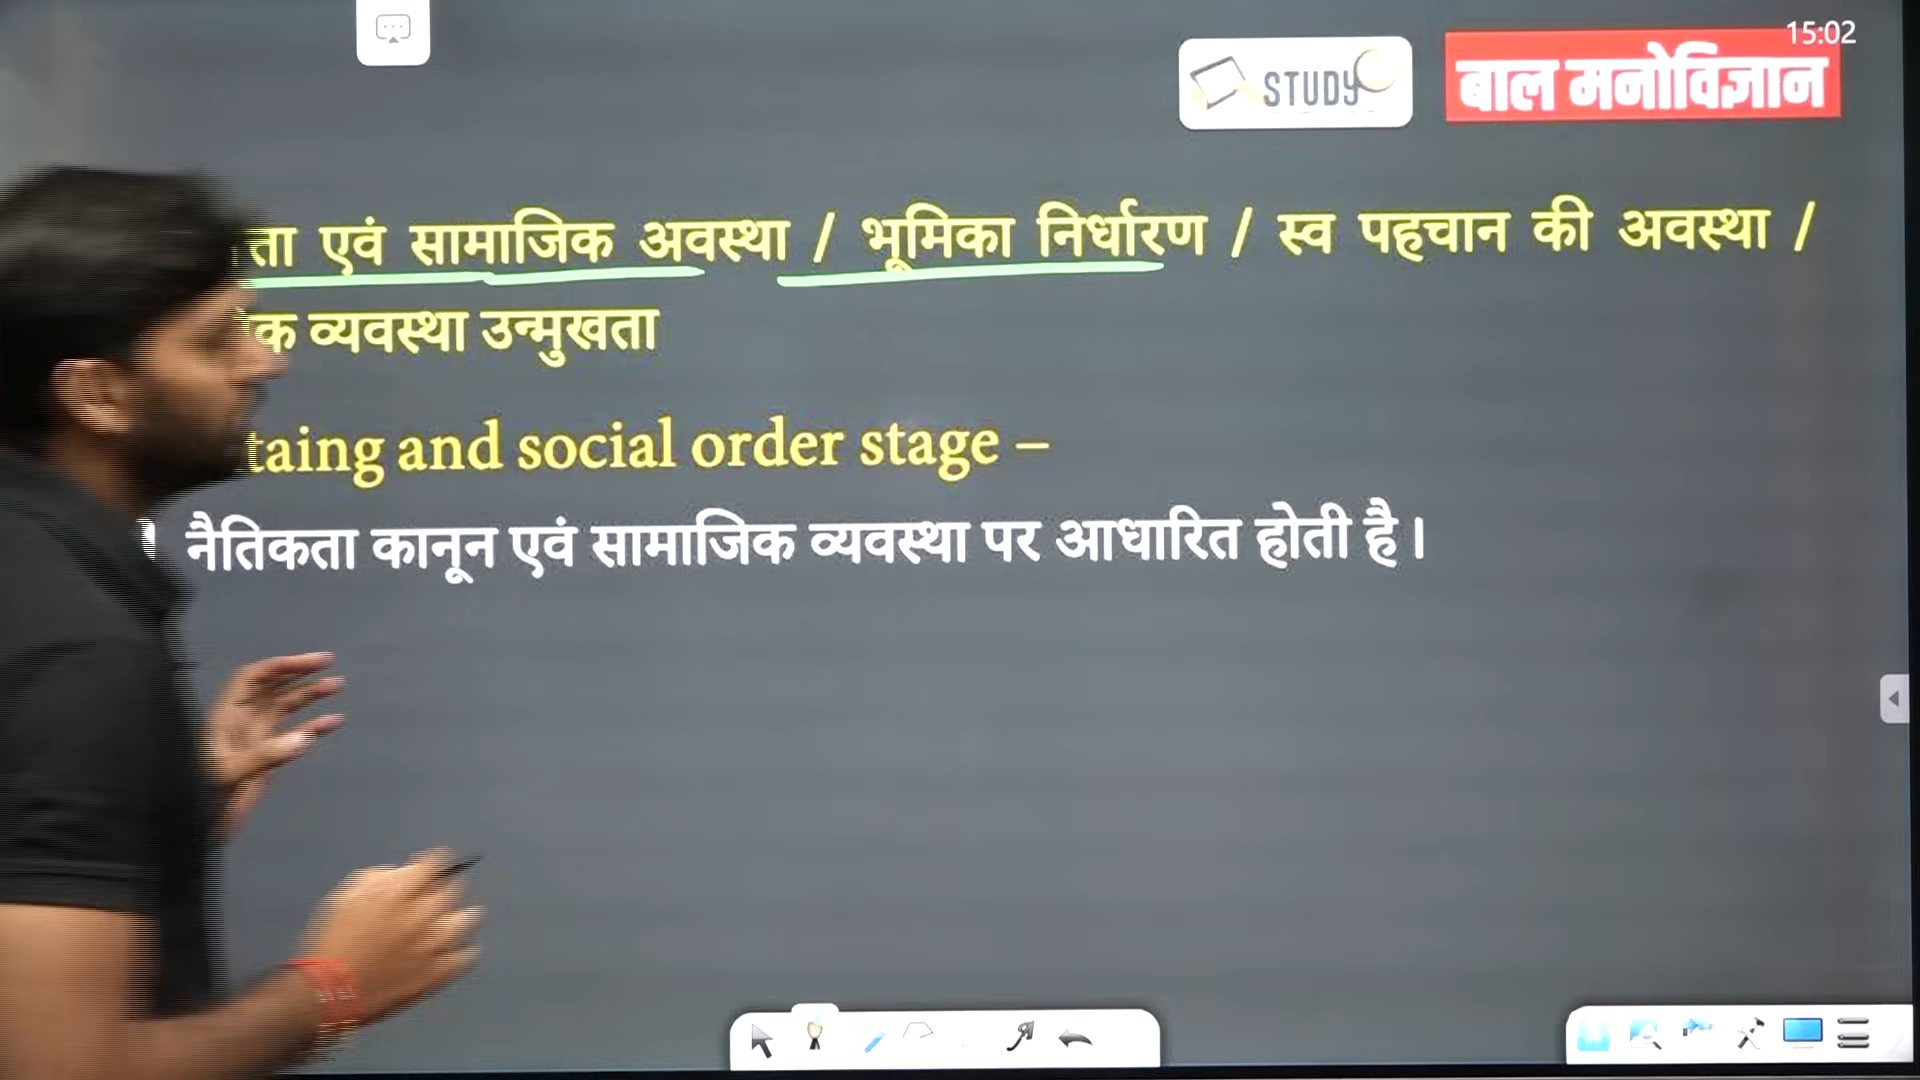 15:02
STUDY
बाल मनोविज्ञान
एवं सामाजिक अवस्था / भूमिका निर्धारण / स्व पहचान की अवस्था /
व्यवस्था उन्मुखता
and social order stage –
नैतिकता कानून एवं सामाजिक व्यवस्था पर आधारित होती है।